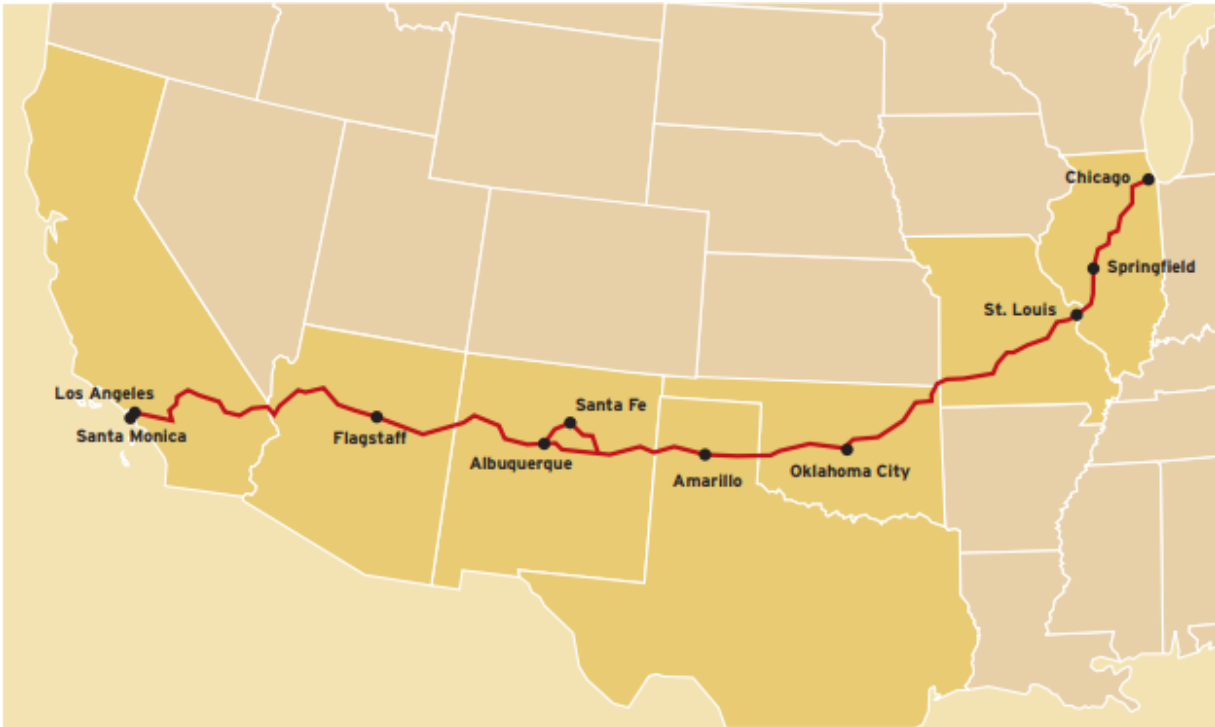 Chicago
Springfield
St. Louis
Los Angeles
Santa Monica
Flagstaff
Santa Fe
Albuquerque
Amarillo
Oklahoma City